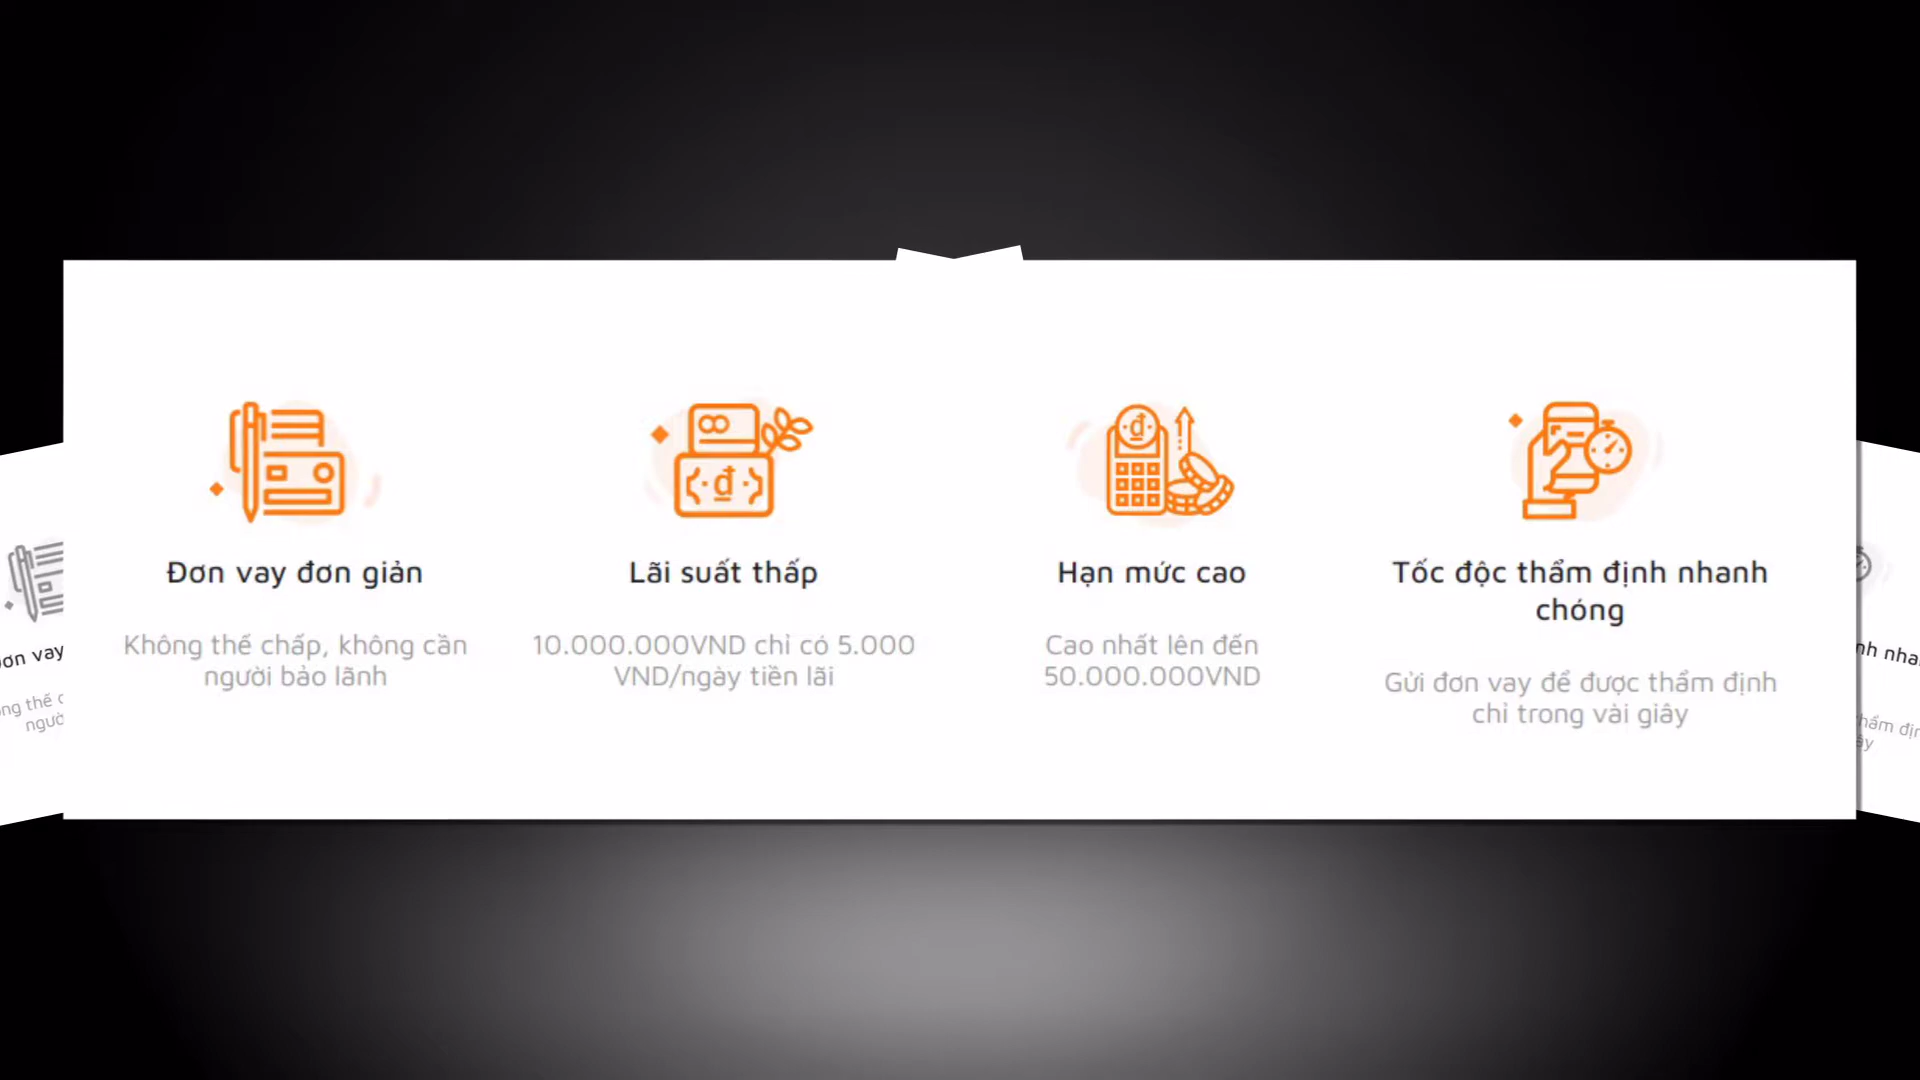 Đơn vay đơn giản
Không thế chấp, không cần
người bảo lãnh
Lãi suất thấp
10.000.000VND chỉ có 5.000
VND/ngày tiền lãi
Hạn mức cao
Cao nhất lên đến
50.000.000VND
Tốc độc thẩm định nhanh
chóng
Gửi đơn vay để được thẩm định
chỉ trong vài giây